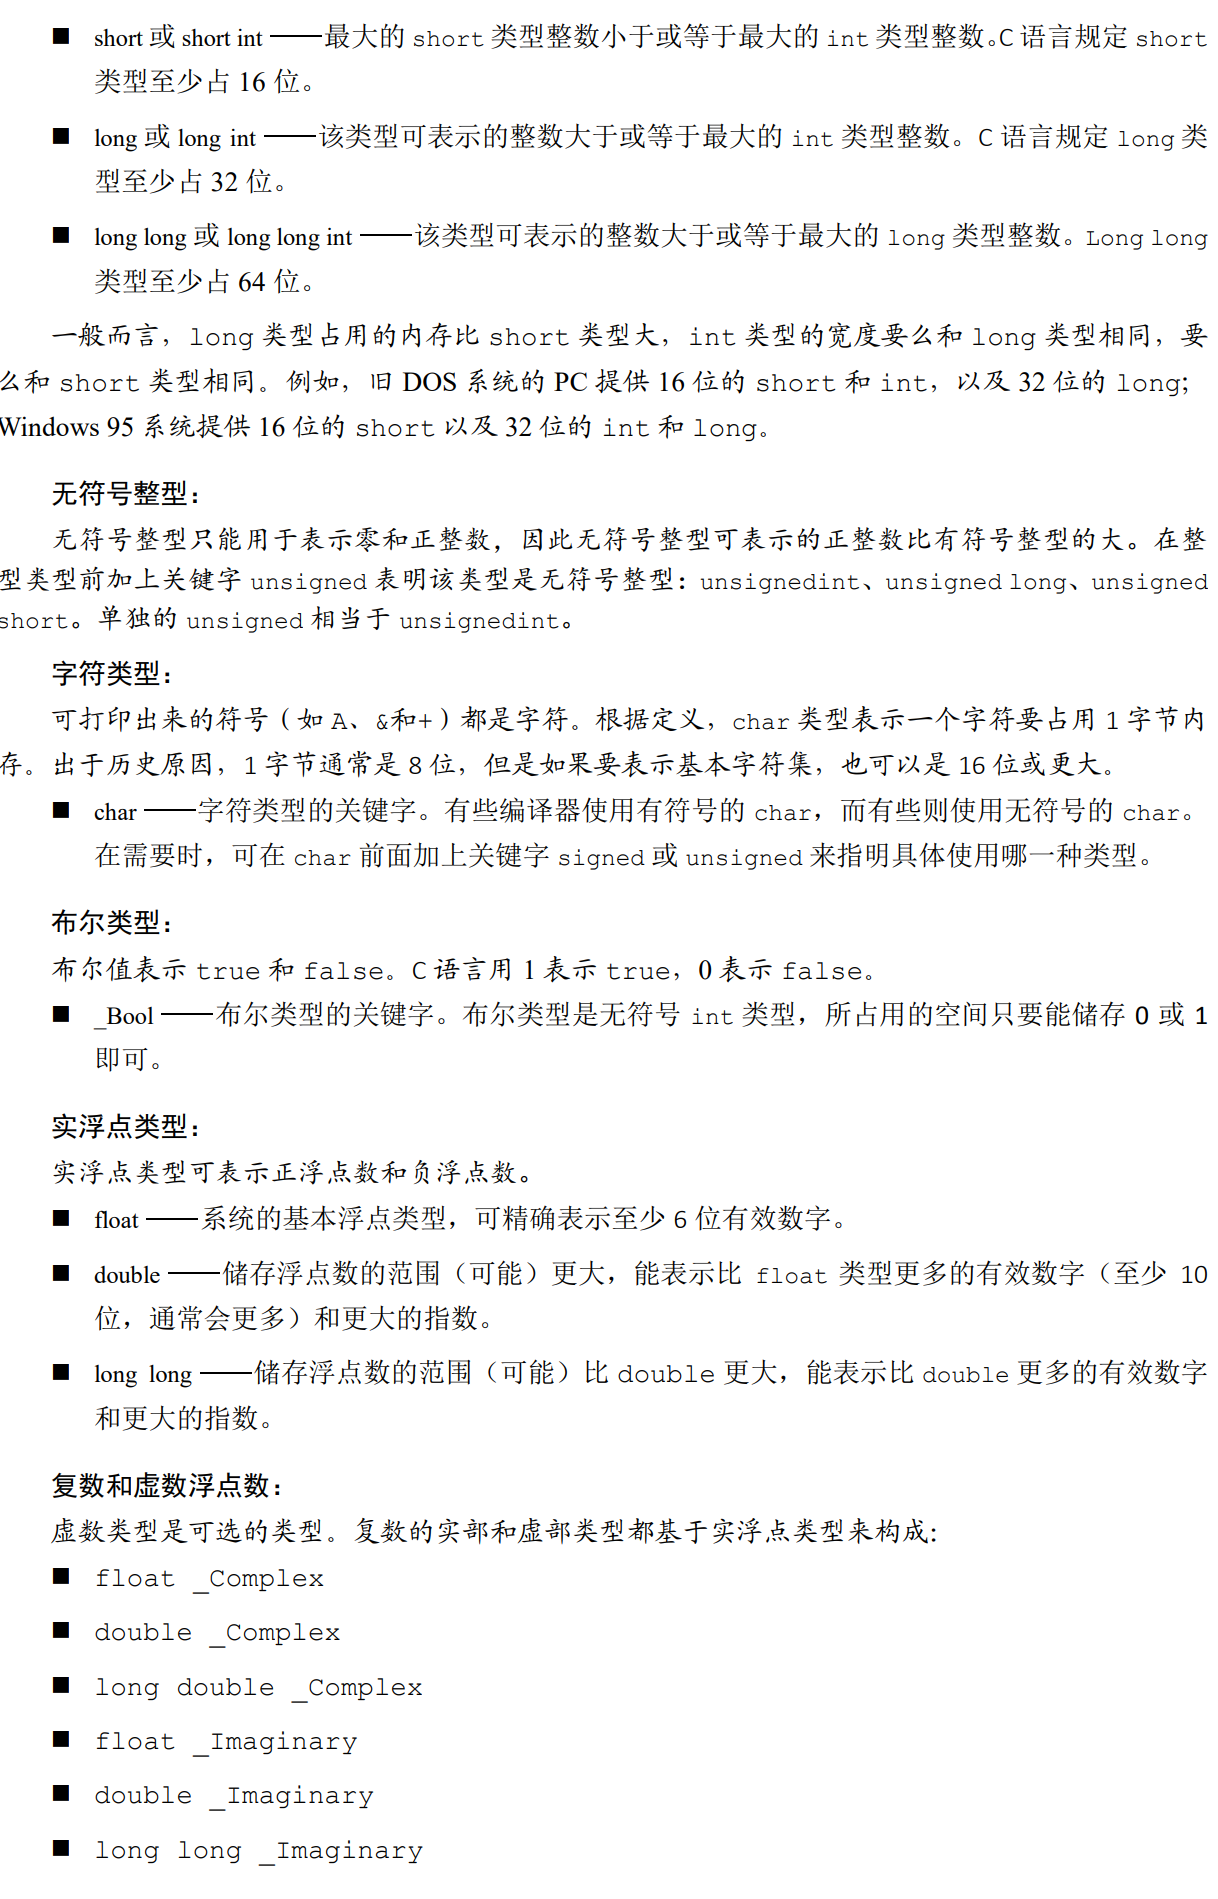 ■ short 或 short int ——最大的 short 类型整数小于或等于最大的 int 类型整数。C 语言规定 short
类型至少占 16 位。
■ long 或 long int ——该类型可表示的整数大于或等于最大的 int 类型整数。C 语言规定 long 类
型至少占 32 位。
■ long long 或 long long int ——该类型可表示的整数大于或等于最大的 long 类型整数。Long long
类型至少占 64 位。
一般而言，long 类型占用的内存比 short 类型大，int 类型的宽度要么和 long 类型相同，要
么和 short 类型相同。例如，旧 DOS 系统的 PC 提供 16 位的 short 和 int，以及 32 位的 long；
Windows 95 系统提供 16 位的 short 以及 32 位的 int 和 long。
无符号整型：
无符号整型只能用于表示零和正整数，因此无符号整型可表示的正整数比有符号整型的大。在整
型类型前加上关键字 unsigned 表明该类型是无符号整型：unsignedint、unsigned long、unsigned
short。单独的 unsigned 相当于 unsignedint。
字符类型：
可打印出来的符号（如 A、&和+）都是字符。根据定义，char 类型表示一个字符要占用 1 字节内
存。出于历史原因，1 字节通常是 8 位，但是如果要表示基本字符集，也可以是 16 位或更大。
■ char ——字符类型的关键字。有些编译器使用有符号的 char，而有些则使用无符号的 char。
在需要时，可在 char 前面加上关键字 signed 或 unsigned 来指明具体使用哪一种类型。
布尔类型：
布尔值表示 true 和 false。C 语言用 1 表示 true，0 表示 false。
■ _Bool ——布尔类型的关键字。布尔类型是无符号 int 类型，所占用的空间只要能储存 0 或 1
即可。
实浮点类型：
实浮点类型可表示正浮点数和负浮点数。
■ float ——系统的基本浮点类型，可精确表示至少 6 位有效数字。
■ double ——储存浮点数的范围（可能）更大，能表示比 float 类型更多的有效数字（至少 10
位，通常会更多）和更大的指数。
■ long long ——储存浮点数的范围（可能）比 double 更大，能表示比 double 更多的有效数字
和更大的指数。
复数和虚数浮点数：
虚数类型是可选的类型。复数的实部和虚部类型都基于实浮点类型来构成：
■ float _Complex
■ double _Complex
■ long double _Complex
■ float _Imaginary
■ double _Imaginary
■ long long _Imaginary